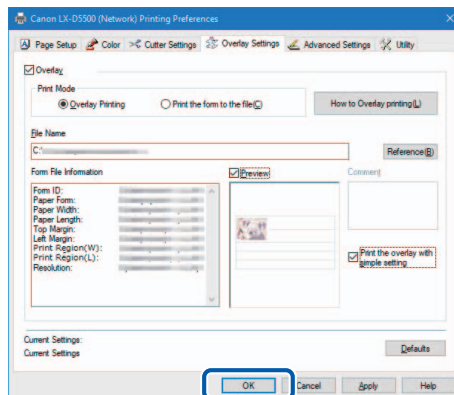 Canon LX-D5500 (Network) Printing Preferences
Page Setup Color Cutter Settings Overlay Settings Advanced Settings Utility
Overlay
Print Mode
Overlay Printing Print the form to the file(C) How to Overlay printing(L)
File Name
C:
Reference(B)
Form File Information Preview Comment
Form ID:
Paper Form:
Paper Width:
Paper Length:
Top Margin:
Left Margin:
Print Region(W):
Print Region(L):
Resolution:
Print the overlay with
simple setting
Current Settings:
Current Settings
Defaults
OK Cancel Apply Help